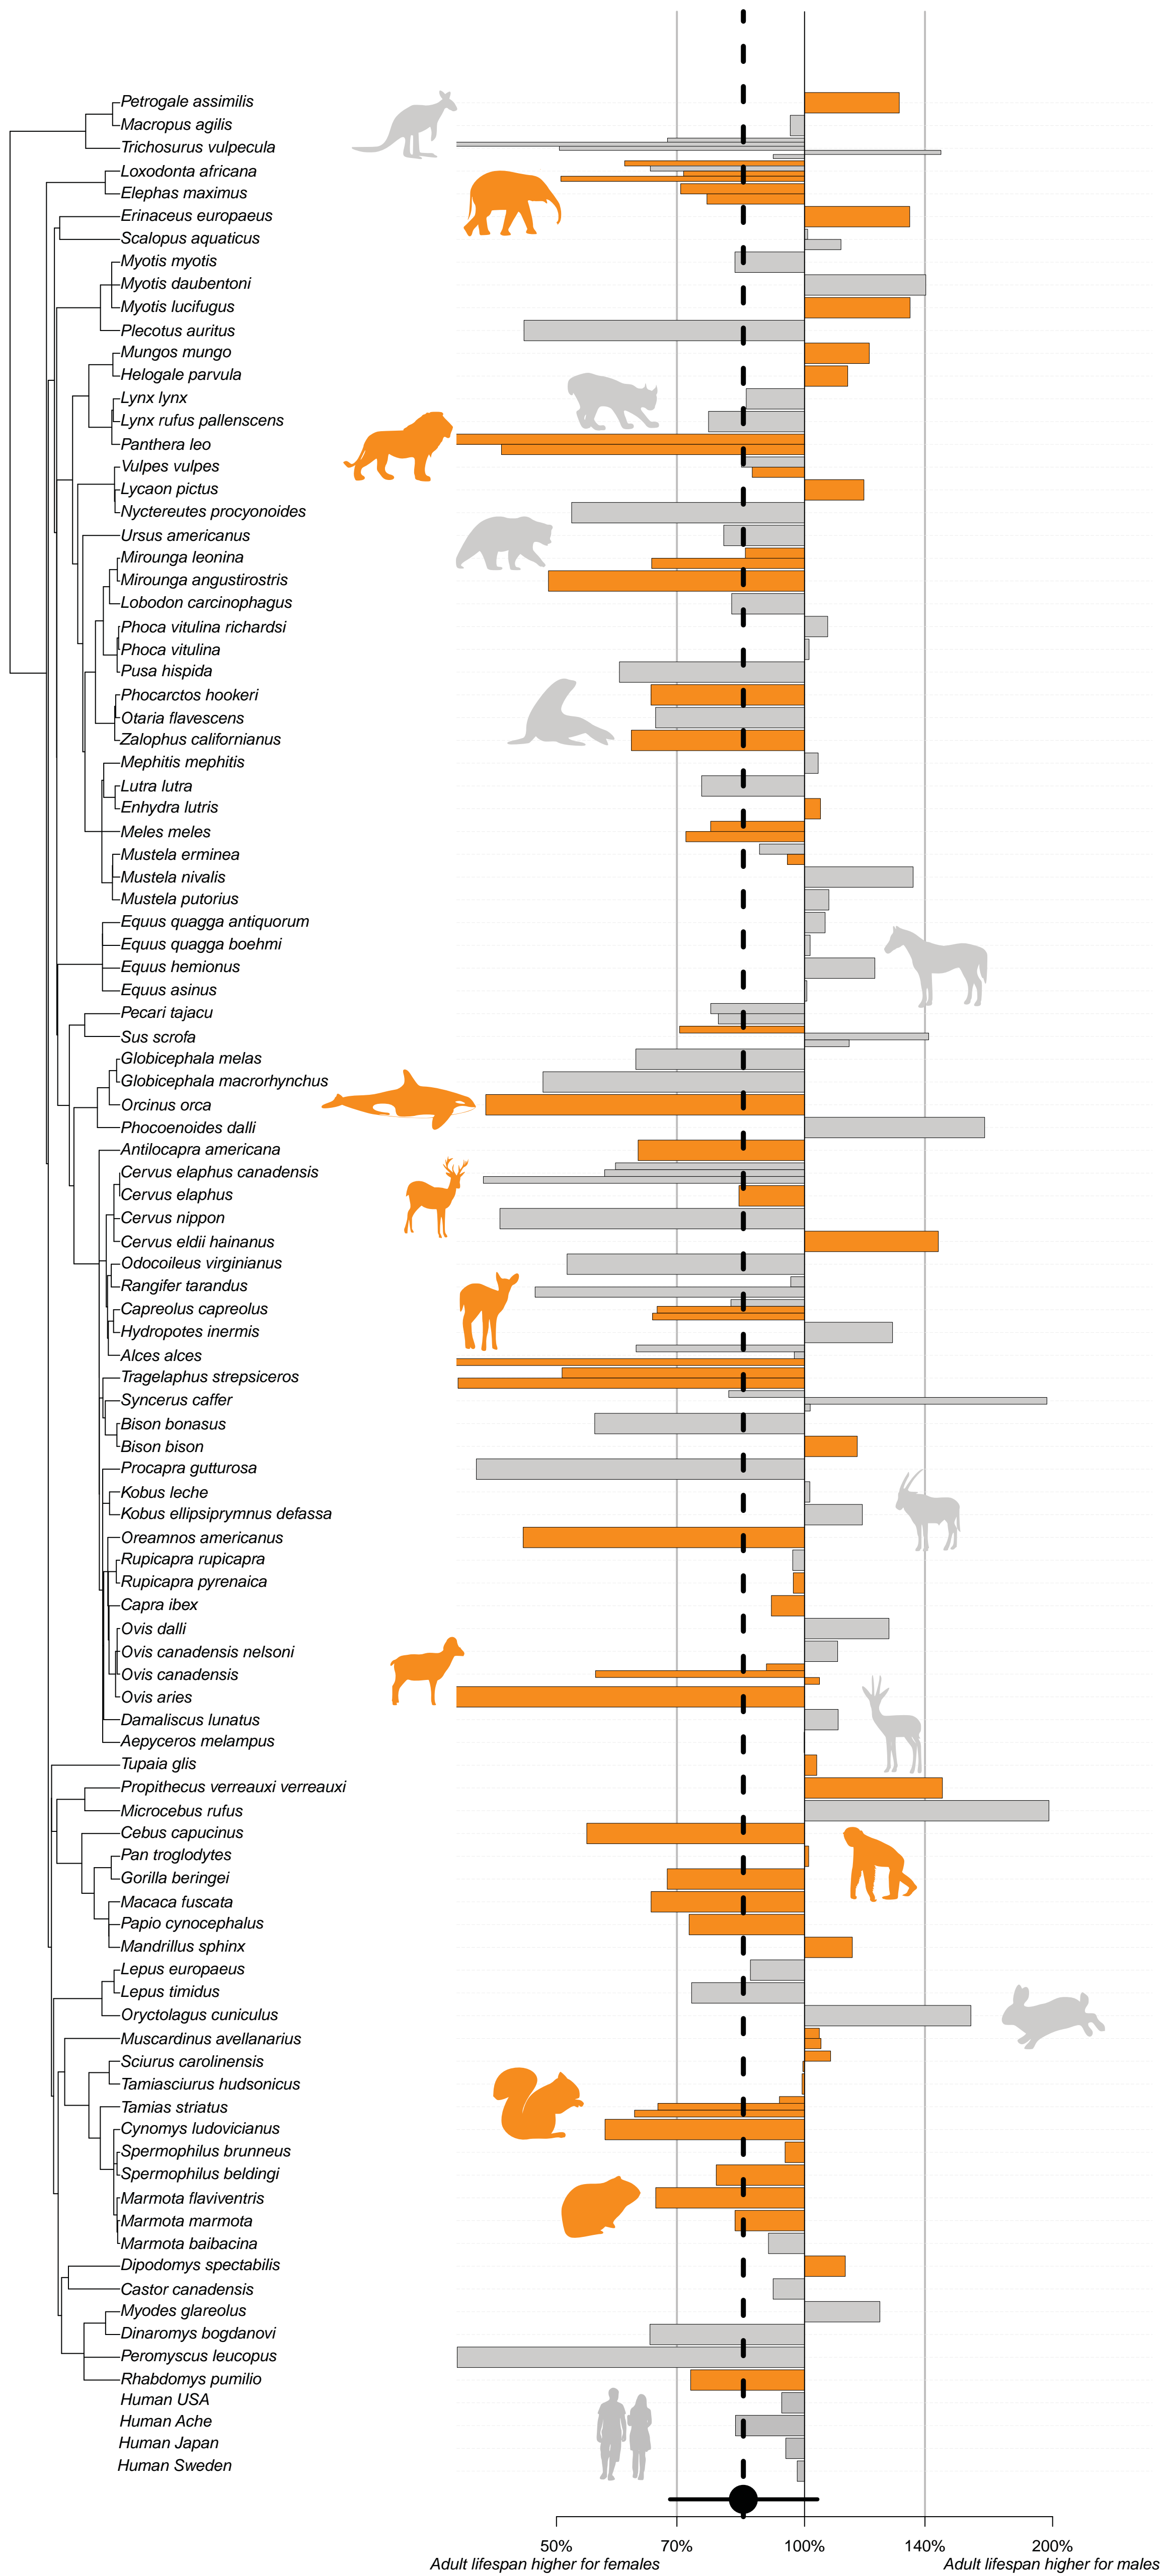 Petrogale assimilis
Macropus agilis
Trichosurus vulpecula
Loxodonta africana
Elephas maximus
Erinaceus europaeus
Scalopus aquaticus
Myotis myotis
Myotis daubentoni
Myotis lucifugus
Plecotus auritus
Mungos mungo
Helogale parvula
Lynx lynx
Lynx rufus pallenscens
Panthera leo
Vulpes vulpes
Lycaon pictus
Nyctereutes procyonoides
Ursus americanus
Mirounga leonina
Mirounga angustirostris
Lobodon carcinophagus
Phoca vitulina richardsi
Phoca vitulina
Pusa hispida
Phocarctos hookeri
Otaria flavescens
Zalophus californianus
Mephitis mephitis
Lutra lutra
Enhydra lutris
Meles meles
Mustela erminea
Mustela nivalis
Mustela putorius
Equus quagga antiquorum
Equus quagga boehmi
Equus hemionus
Equus asinus
Pecari tajacu
Sus scrofa
Globicephala melas
Globicephala macrorhynchus
Orcinus orca
Phocoenoides dalli
Antilocapra americana
Cervus elaphus canadensis
Cervus elaphus
Cervus nippon
Cervus eldii hainanus
Odocoileus virginianus
Rangifer tarandus
Capreolus capreolus
Hydropotes inermis
Alces alces
Tragelaphus strepsiceros
Syncerus caffer
Bison bonasus
Bison bison
Procapra gutturosa
Kobus leche
Kobus ellipsiprymnus defassa
Oreamnos americanus
Rupicapra rupicapra
Rupicapra pyrenaica
Capra ibex
Ovis dalli
Ovis canadensis nelsoni
Ovis canadensis
Ovis aries
Damaliscus lunatus
Aepyceros melampus
Tupaia glis
Propithecus verreauxi verreauxi
Microcebus rufus
Cebus capucinus
Pan troglodytes
Gorilla beringei
Macaca fuscata
Papio cynocephalus
Mandrillus sphinx
Lepus europaeus
Lepus timidus
Oryctolagus cuniculus
Muscardinus avellanarius
Sciurus carolinensis
Tamiasciurus hudsonicus
Tamias striatus
Cynomys ludovicianus
Spermophilus brunneus
Spermophilus beldingi
Marmota flaviventris
Marmota marmota
Marmota baibacina
Dipodomys spectabilis
Castor canadensis
Myodes glareolus
Dinaromys bogdanovi
Peromyscus leucopus
Rhabdomys pumilio
Human USA
Human Ache
Human Japan
Human Sweden
50% 70% 100% 140% 200%
Adult lifespan higher for females Adult lifespan higher for males